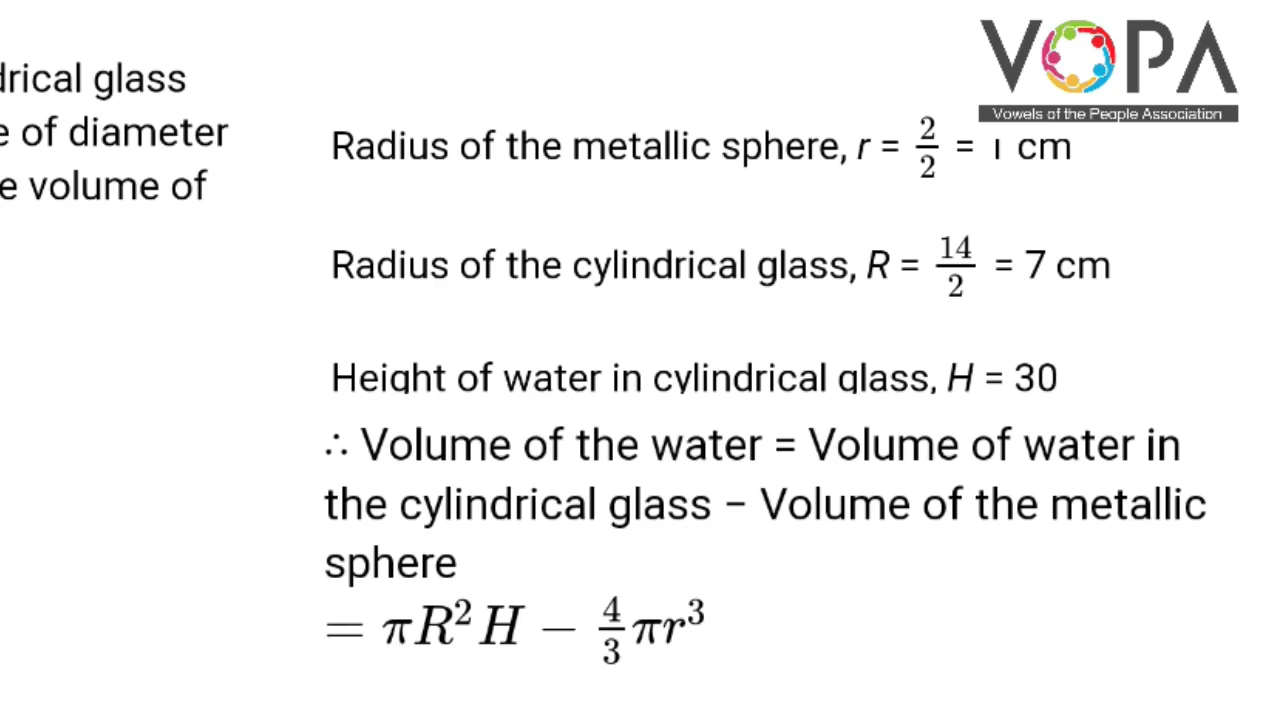 drical glass
e of diameter
e volume of
VOPA
Vowels of the People Association
Radius of the metallic sphere, r = 2/2 = 1 cm
Radius of the cylindrical glass, R = 14/2 = 7 cm
Height of water in cylindrical glass, H = 30
∴ Volume of the water = Volume of water in
the cylindrical glass − Volume of the metallic
sphere
= πR²H − 4/3 πr³